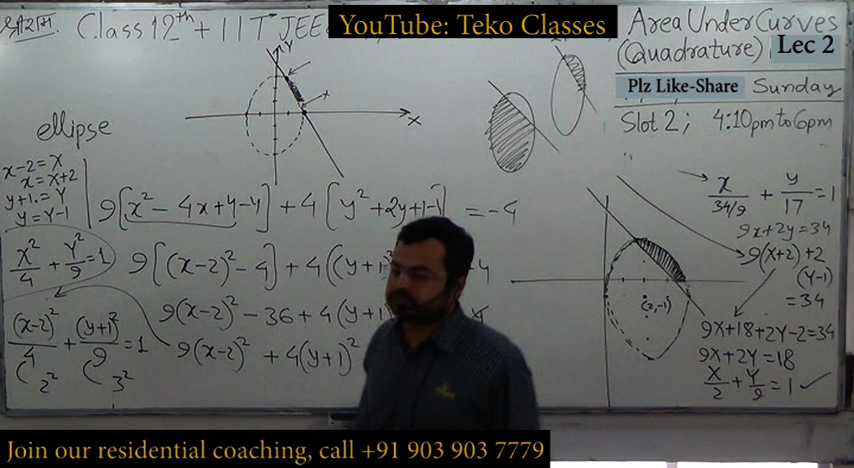 Class 12th + IIT JEE
YouTube: Teko Classes
Area Under Curves
(Quadrature)
Lec 2
Plz Like-Share
Sunday
Slot 2; 4:10pm to 6pm
Y
x
X
ellipse
x-2=X
x=X+2
y+1=Y
y=Y-1
X²/4 + Y²/9 = 1
(x-2)²/4 + (y+1)²/9 = 1
2² 3²
9[x² - 4x + 4 - 4] + 4[y² + 2y + 1 - 1] = -4
9[(x-2)² - 4] + 4[(y+1)² 4
9(x-2)² - 36 + 4(y+1)
9(x-2)² + 4(y+1)²
(2,-1)
x/(34/9) + y/17 = 1
9x+2y=34
9(X+2)+2
(Y-1)
=34
9X+18+2Y-2=34
9X+2Y=18
X/2 + Y/9 = 1 ✓
Join our residential coaching, call +91 903 903 7779